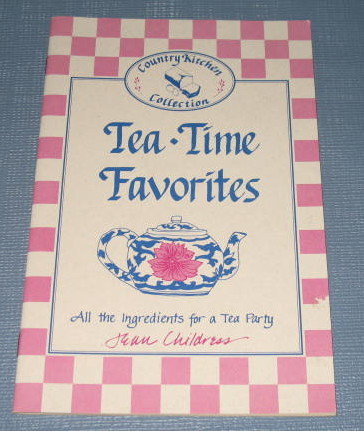 Country Kitchen
Collection
Tea · Time
Favorites
All the Ingredients for a Tea Party
Jean Childress